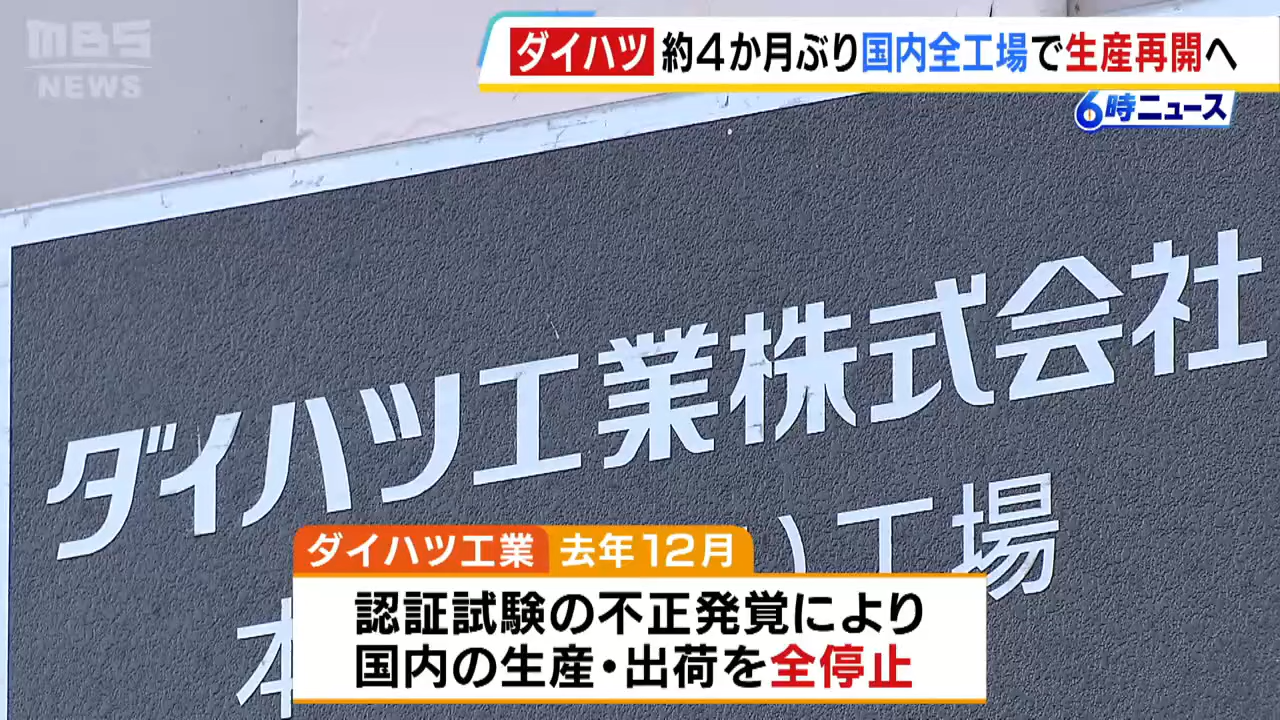 MBS
NEWS
ダイハツ 約4か月ぶり国内全工場で生産再開へ
6時ニュース
ダイハツ工業株式会社
本 工場
ダイハツ工業 去年12月
認証試験の不正発覚により
国内の生産・出荷を全停止